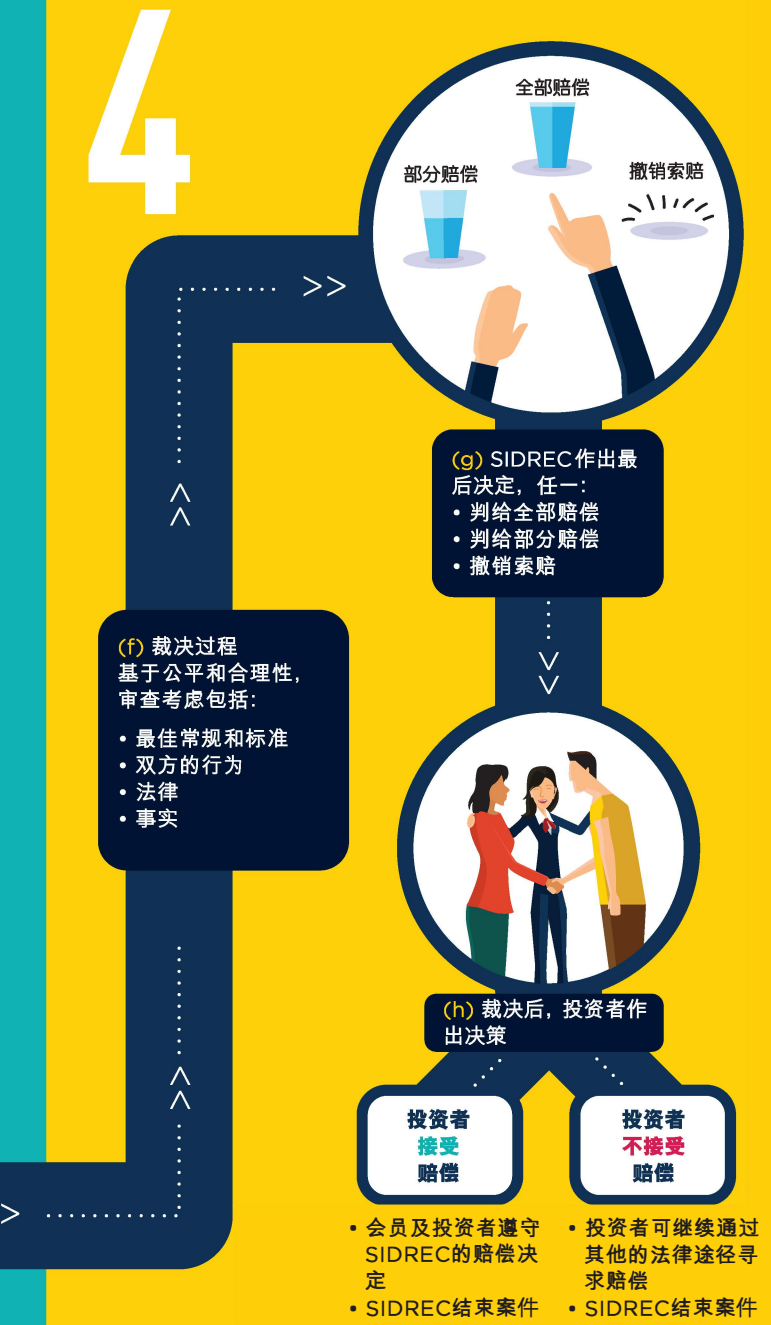 4
全部赔偿
部分赔偿
撤销索赔
>>
(f) 裁决过程
基于公平和合理性,
审查考虑包括:
• 最佳常规和标准
• 双方的行为
• 法律
• 事实
(g) SIDREC作出最
后决定, 任一:
• 判给全部赔偿
• 判给部分赔偿
• 撤销索赔
(h) 裁决后, 投资者作
出决策
投资者
接受
赔偿
• 会员及投资者遵守
SIDREC的赔偿决
定
• SIDREC结束案件
投资者
不接受
赔偿
• 投资者可继续通过
其他的法律途径寻
求赔偿
• SIDREC结束案件